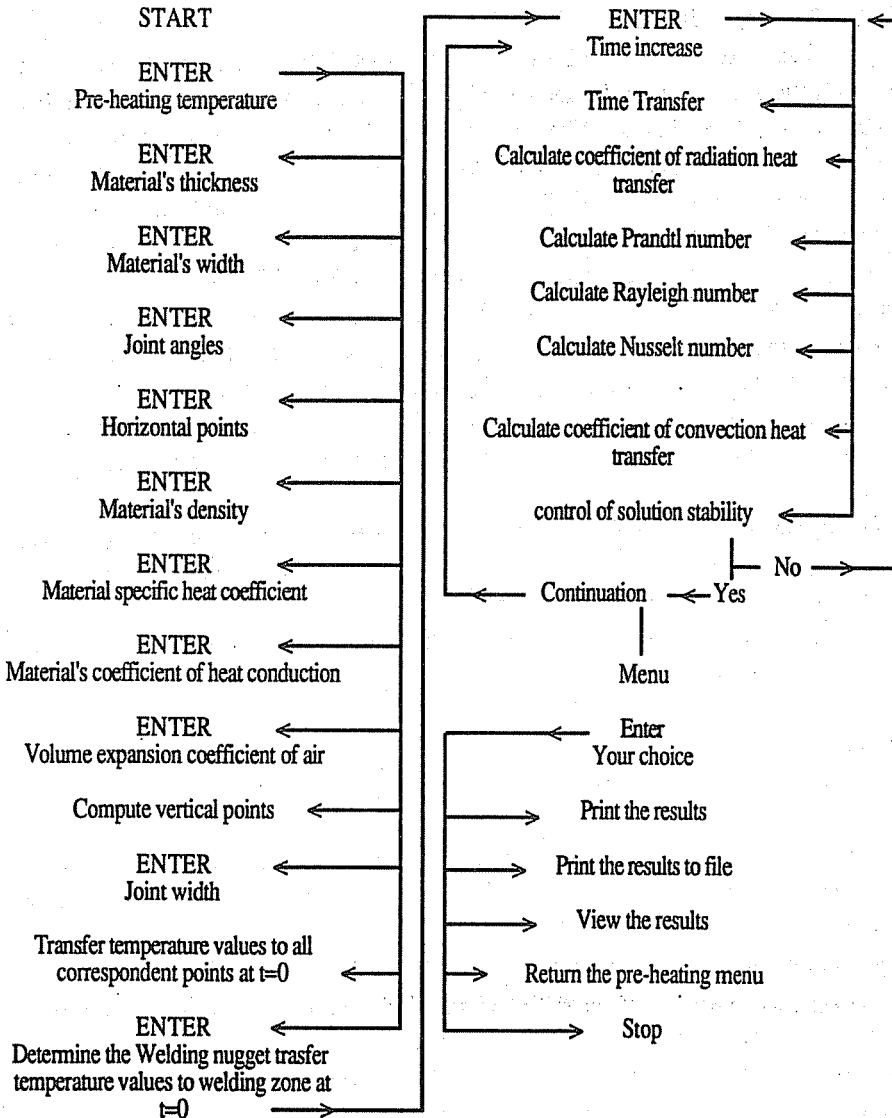 START
ENTER
Pre-heating temperature
ENTER
Material's thickness
ENTER
Material's width
ENTER
Joint angles
ENTER
Horizontal points
ENTER
Material's density
ENTER
Material specific heat coefficient
ENTER
Material's coefficient of heat conduction
ENTER
Volume expansion coefficient of air
Compute vertical points
ENTER
Joint width
Transfer temperature values to all
correspondent points at t=0
ENTER
Determine the Welding nugget trasfer
temperature values to welding zone at
t=0
ENTER
Time increase
Time Transfer
Calculate coefficient of radiation heat
transfer
Calculate Prandtl number
Calculate Rayleigh number
Calculate Nusselt number
Calculate coefficient of convection heat
transfer
control of solution stability
No
Continuation
Yes
Menu
Enter
Your choice
Print the results
Print the results to file
View the results
Return the pre-heating menu
Stop